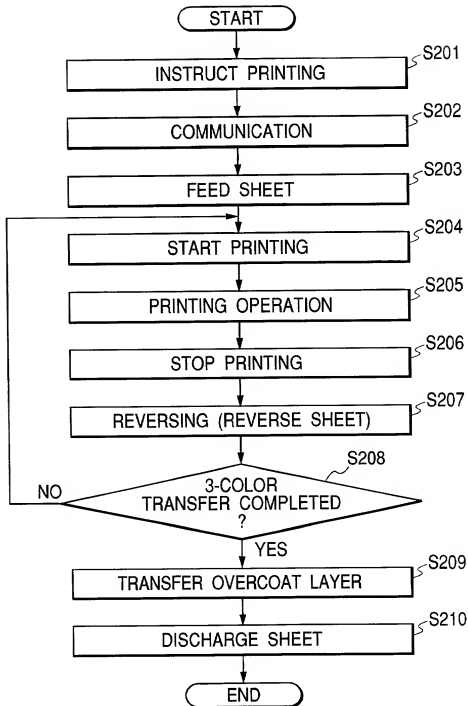 START
S201
INSTRUCT PRINTING
S202
COMMUNICATION
S203
FEED SHEET
S204
START PRINTING
S205
PRINTING OPERATION
S206
STOP PRINTING
S207
REVERSING (REVERSE SHEET)
S208
3-COLOR
TRANSFER COMPLETED
?
NO
YES
S209
TRANSFER OVERCOAT LAYER
S210
DISCHARGE SHEET
END